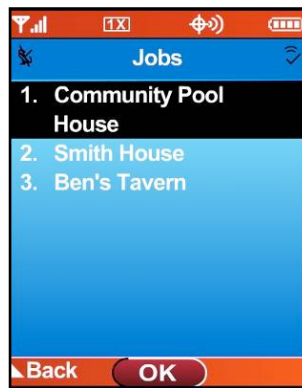 1X
Jobs
1. Community Pool
House
2. Smith House
3. Ben's Tavern
Back OK